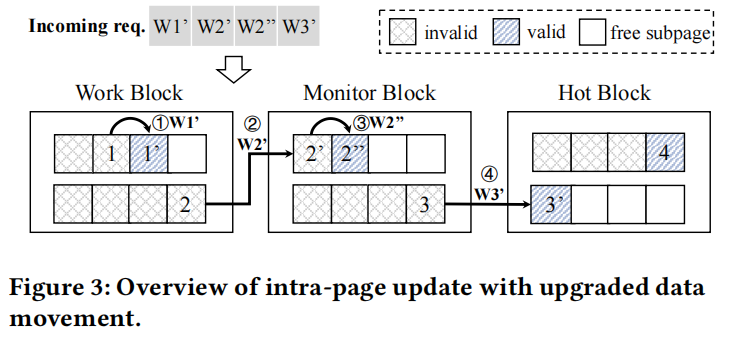 Incoming req. W1’ W2’ W2” W3’
invalid valid free subpage
Work Block Monitor Block Hot Block
①W1’ ② W2’ ③W2” ④ W3’
1 1’ 2’ 2” 4
2 3 3’
Figure 3: Overview of intra-page update with upgraded data
movement.